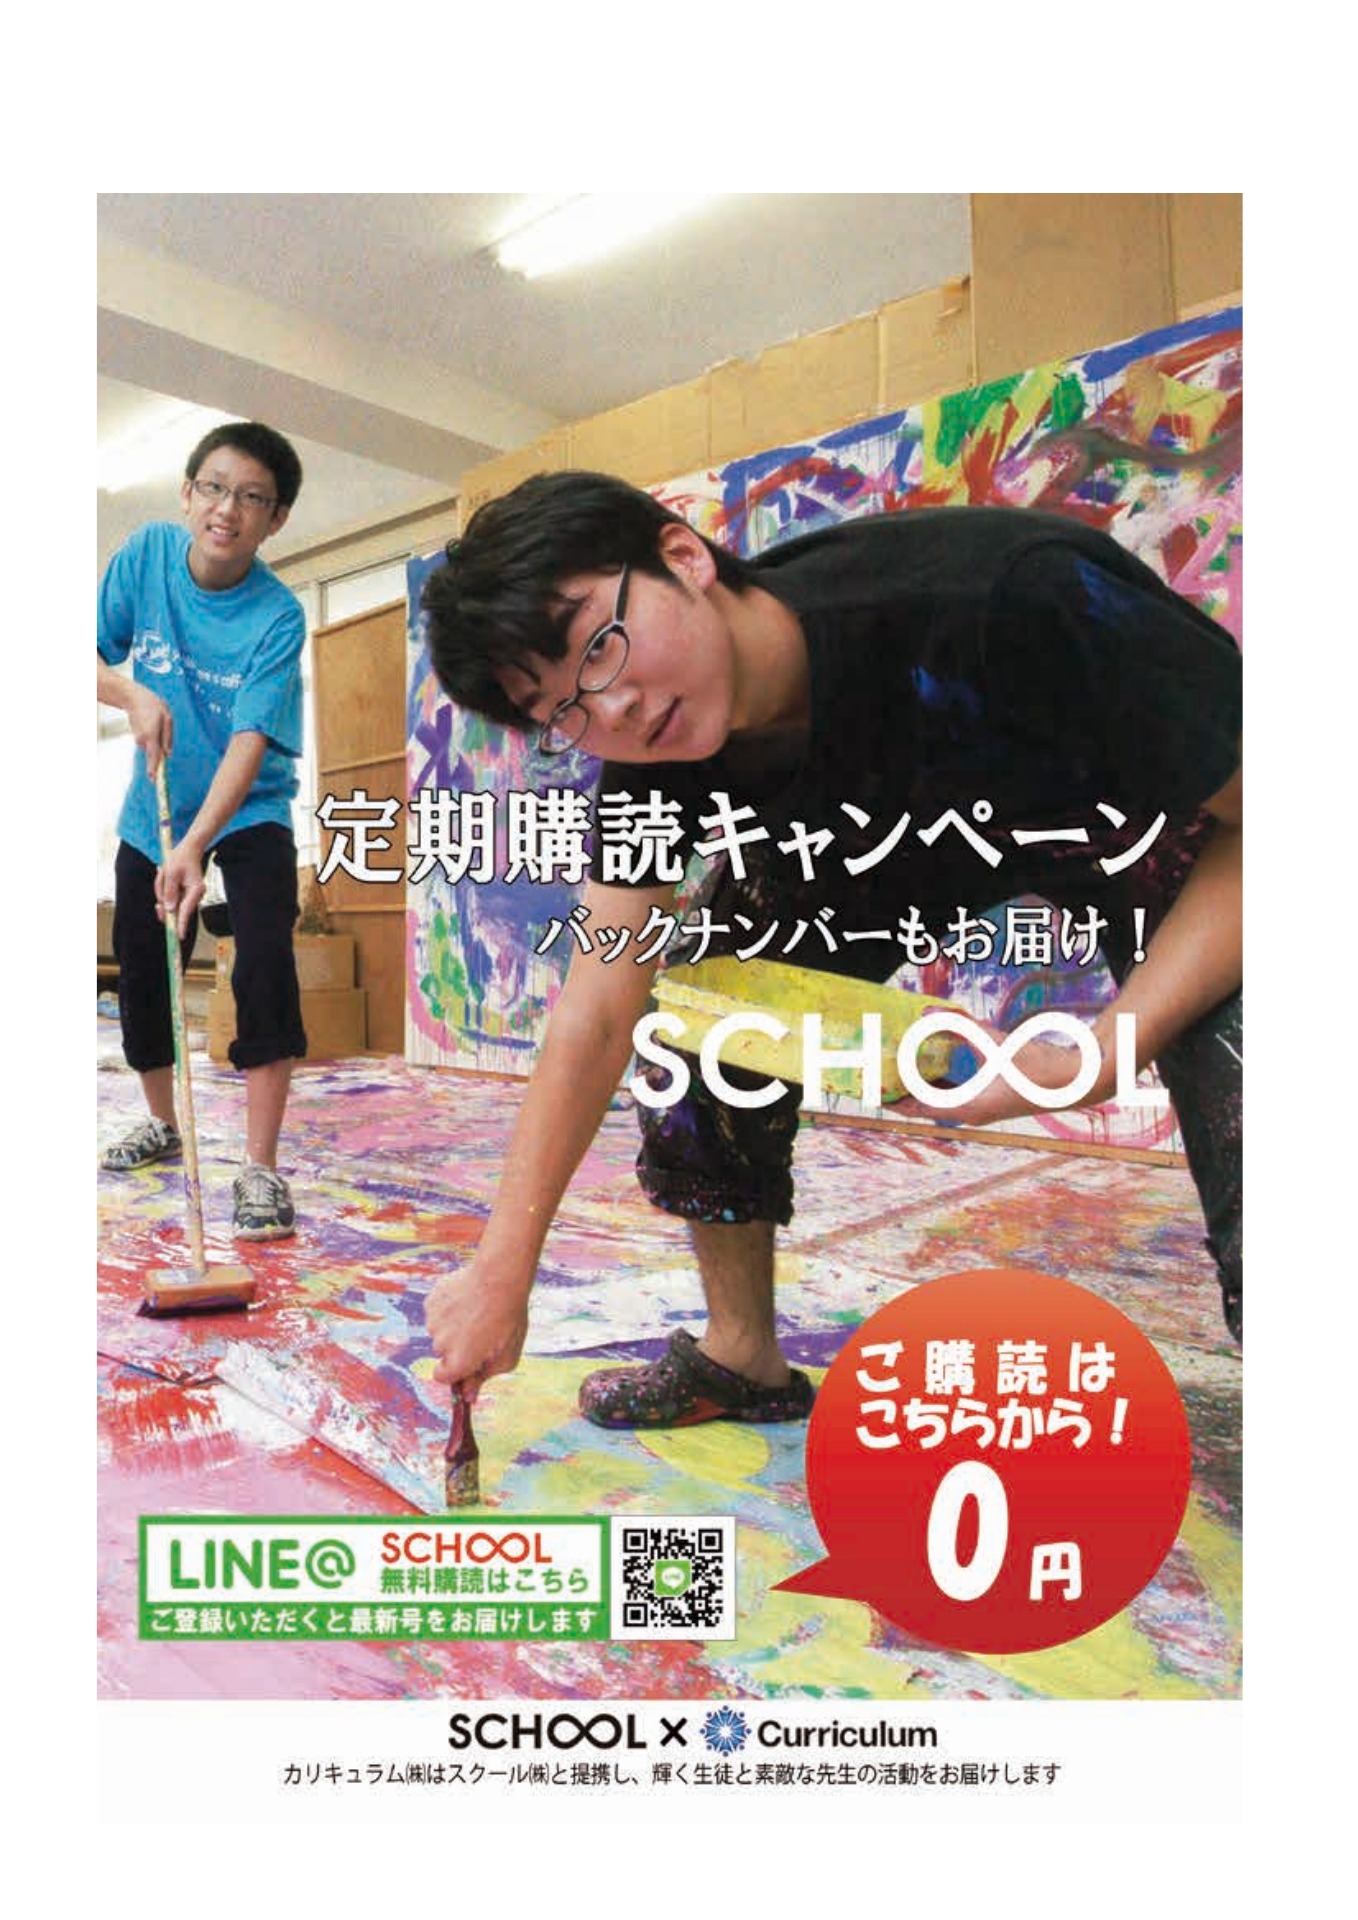 定期購読キャンペーン
バックナンバーもお届け！
SCHOOL
ご購読は
こちらから！
0円
LINE@
SCHOOL
無料購読はこちら
ご登録いただくと最新号をお届けします
SCHOOL × Curriculum
カリキュラム㈱はスクール㈱と提携し、輝く生徒と素敵な先生の活動をお届けします